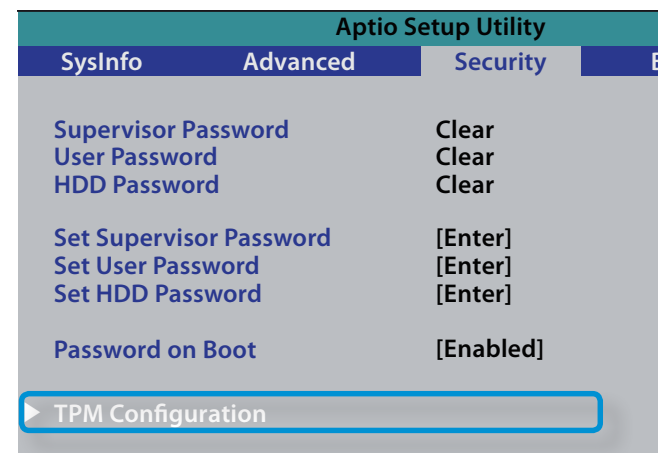 Aptio Setup Utility
SysInfo Advanced Security
Supervisor Password Clear
User Password Clear
HDD Password Clear
Set Supervisor Password [Enter]
Set User Password [Enter]
Set HDD Password [Enter]
Password on Boot [Enabled]
TPM Configuration